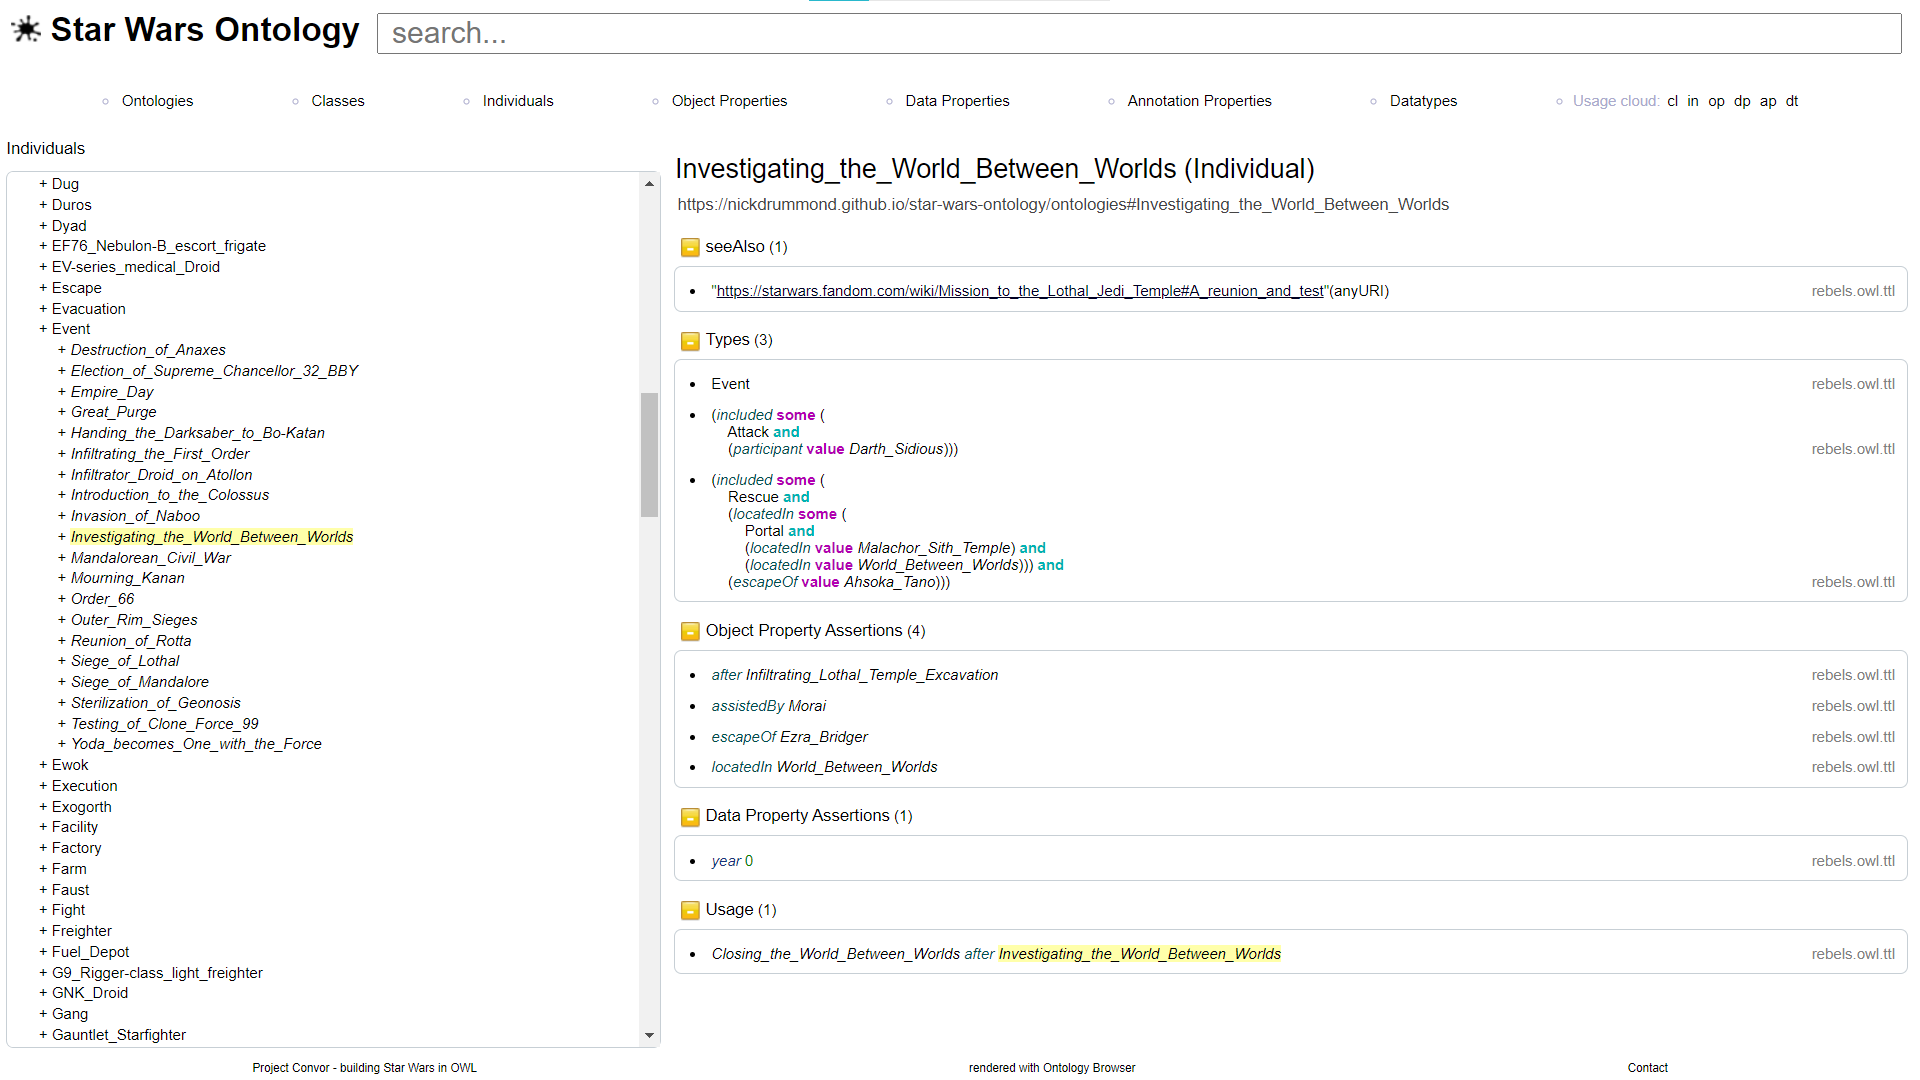 Star Wars Ontology
search...
Ontologies
Classes
Individuals
Object Properties
Data Properties
Annotation Properties
Datatypes
Usage cloud: cl in op dp ap dt
Individuals
+ Dug
+ Duros
+ Dyad
+ EF76_Nebulon-B_escort_frigate
+ EV-series_medical_Droid
+ Escape
+ Evacuation
+ Event
+ Destruction_of_Anaxes
+ Election_of_Supreme_Chancellor_32_BBY
+ Empire_Day
+ Great_Purge
+ Handing_the_Darksaber_to_Bo-Katan
+ Infiltrating_the_First_Order
+ Infiltrator_Droid_on_Atollon
+ Introduction_to_the_Colossus
+ Invasion_of_Naboo
+ Investigating_the_World_Between_Worlds
+ Mandalorean_Civil_War
+ Mourning_Kanan
+ Order_66
+ Outer_Rim_Sieges
+ Reunion_of_Rotta
+ Siege_of_Lothal
+ Siege_of_Mandalore
+ Sterilization_of_Geonosis
+ Testing_of_Clone_Force_99
+ Yoda_becomes_One_with_the_Force
+ Ewok
+ Execution
+ Exogorth
+ Facility
+ Factory
+ Farm
+ Faust
+ Fight
+ Freighter
+ Fuel_Depot
+ G9_Rigger-class_light_freighter
+ GNK_Droid
+ Gang
+ Gauntlet_Starfighter
Investigating_the_World_Between_Worlds (Individual)
https://nickdrummond.github.io/star-wars-ontology/ontologies#Investigating_the_World_Between_Worlds
seeAlso (1)
"https://starwars.fandom.com/wiki/Mission_to_the_Lothal_Jedi_Temple#A_reunion_and_test"(anyURI) rebels.owl.ttl
Types (3)
Event rebels.owl.ttl
(included some (
Attack and
(participant value Darth_Sidious))) rebels.owl.ttl
(included some (
Rescue and
(locatedIn some (
Portal and
(locatedIn value Malachor_Sith_Temple) and
(locatedIn value World_Between_Worlds))) and
(escapeOf value Ahsoka_Tano))) rebels.owl.ttl
Object Property Assertions (4)
after Infiltrating_Lothal_Temple_Excavation rebels.owl.ttl
assistedBy Morai rebels.owl.ttl
escapeOf Ezra_Bridger rebels.owl.ttl
locatedIn World_Between_Worlds rebels.owl.ttl
Data Property Assertions (1)
year 0 rebels.owl.ttl
Usage (1)
Closing_the_World_Between_Worlds after Investigating_the_World_Between_Worlds rebels.owl.ttl
Project Convor - building Star Wars in OWL
rendered with Ontology Browser
Contact